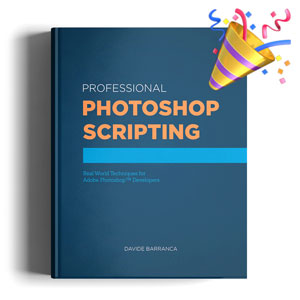 PROFESSIONAL
PHOTOSHOP
SCRIPTING
Real-World Techniques for
Adobe Photoshop™ Developers
DAVIDE BARRANCA